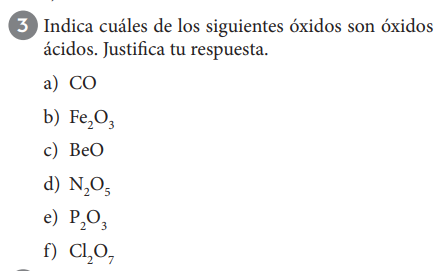 3 Indica cuáles de los siguientes óxidos son óxidos
ácidos. Justifica tu respuesta.
a) CO
b) Fe₂O₃
c) BeO
d) N₂O₅
e) P₂O₃
f) Cl₂O₇